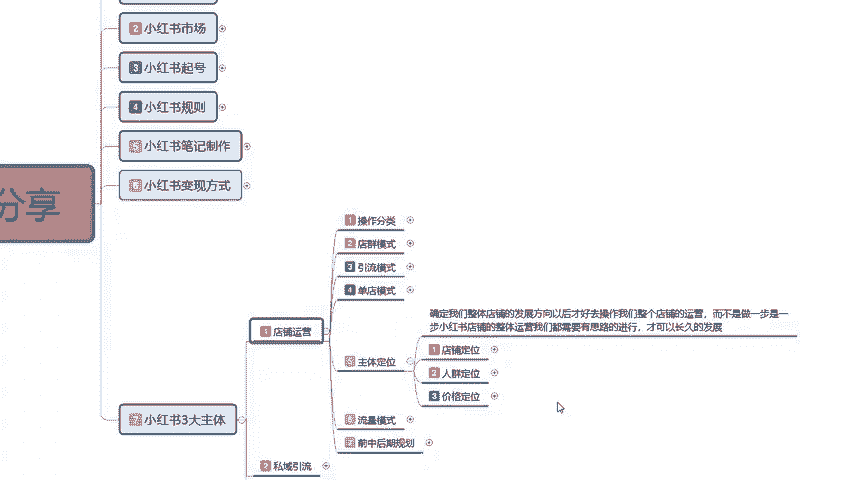 2 小红书市场
3 小红书起号
4 小红书规则
小红书笔记制作
小红书变现方式
分享
1 操作分类
2 店群模式
3 引流模式
4 单店模式
1 店铺运营
确定我们整体店铺的发展方向以后才好去操作我们整个店铺的运营,而不是做一步是一
步小红书店铺的整体运营我们都需要有思路的进行,才可以长久的发展
1 店铺定位
主体定位
2 人群定位
3 价格定位
小红书3大主体
流量模式
前中后期规划
2 私域引流